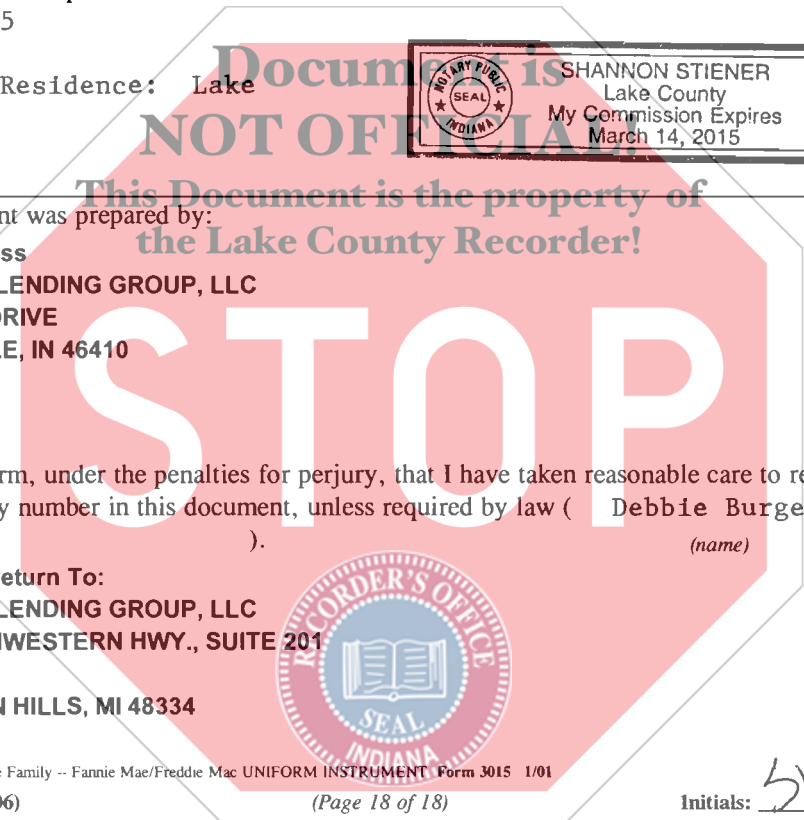 5
Residence: Lake
NOTARY PUBLIC
SEAL
INDIANA
SHANNON STIENER
Lake County
My Commission Expires
March 14, 2015
Document is
NOT OFFICIAL!
This Document is the property of
the Lake County Recorder!
STOP
nt was prepared by:
ss
LENDING GROUP, LLC
DRIVE
E, IN 46410
rm, under the penalties for perjury, that I have taken reasonable care to re
y number in this document, unless required by law ( Debbie Burge
).
(name)
eturn To:
LENDING GROUP, LLC
WESTERN HWY., SUITE 201
N HILLS, MI 48334
RECORDER'S OFFICE
SEAL
INDIANA
e Family -- Fannie Mae/Freddie Mac UNIFORM INSTRUMENT Form 3015 1/01
06)
(Page 18 of 18)
Initials: